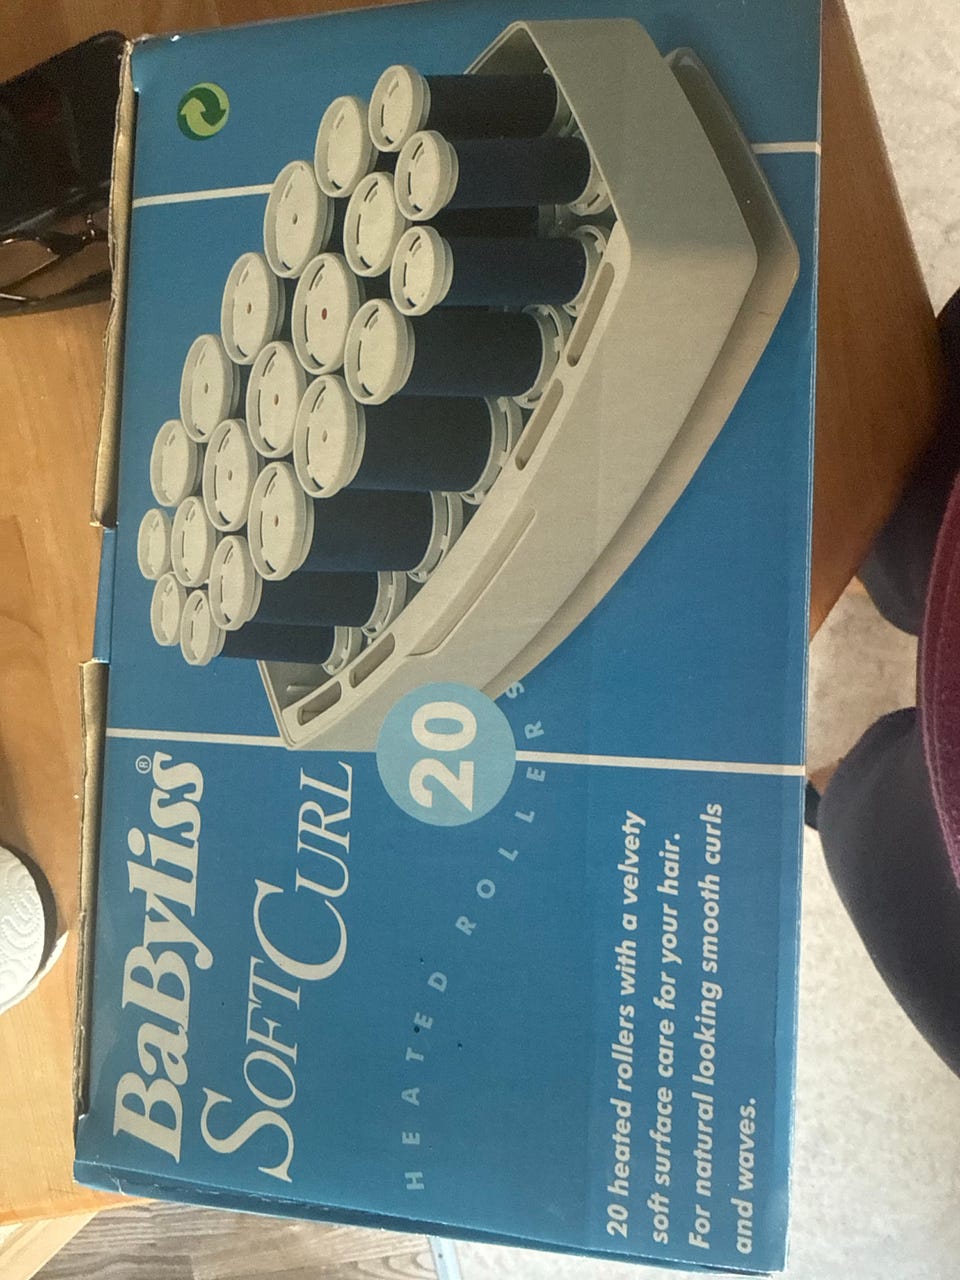 BaByliss®
SOFTCURL
HEATED ROLLERS
20
20 heated rollers with a velvety
soft surface care for your hair.
For natural looking smooth curls
and waves.